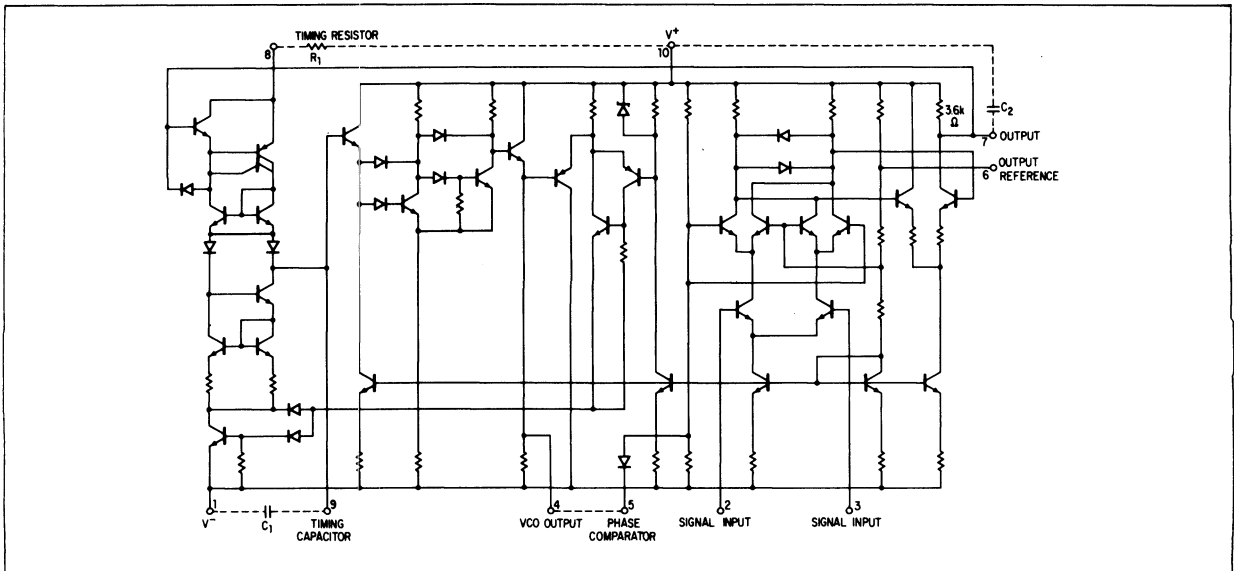 TIMING RESISTOR
V+
8
R1
10
3.6k
Ω
C2
7
OUTPUT
6
OUTPUT
REFERENCE
1
V-
C1
9
TIMING
CAPACITOR
4
VCO OUTPUT
5
PHASE
COMPARATOR
2
SIGNAL INPUT
3
SIGNAL INPUT